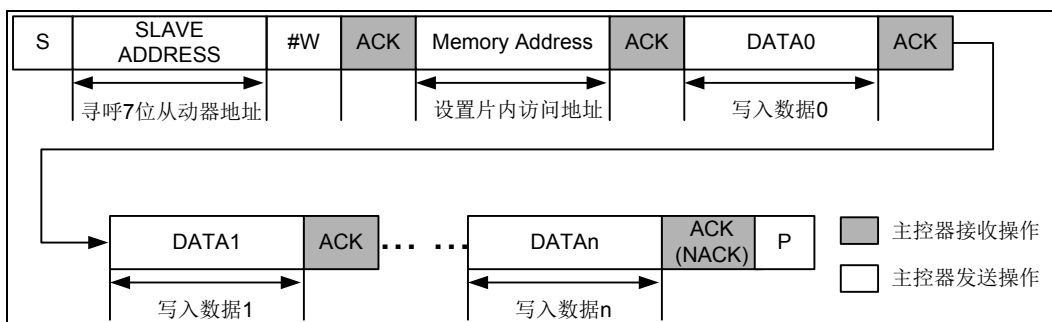 S SLAVE ADDRESS #W ACK Memory Address ACK DATA0 ACK
寻呼7位从动器地址 设置片内访问地址 写入数据0
DATA1 ACK ... ... DATAn ACK (NACK) P
写入数据1 写入数据n
主控器接收操作
主控器发送操作